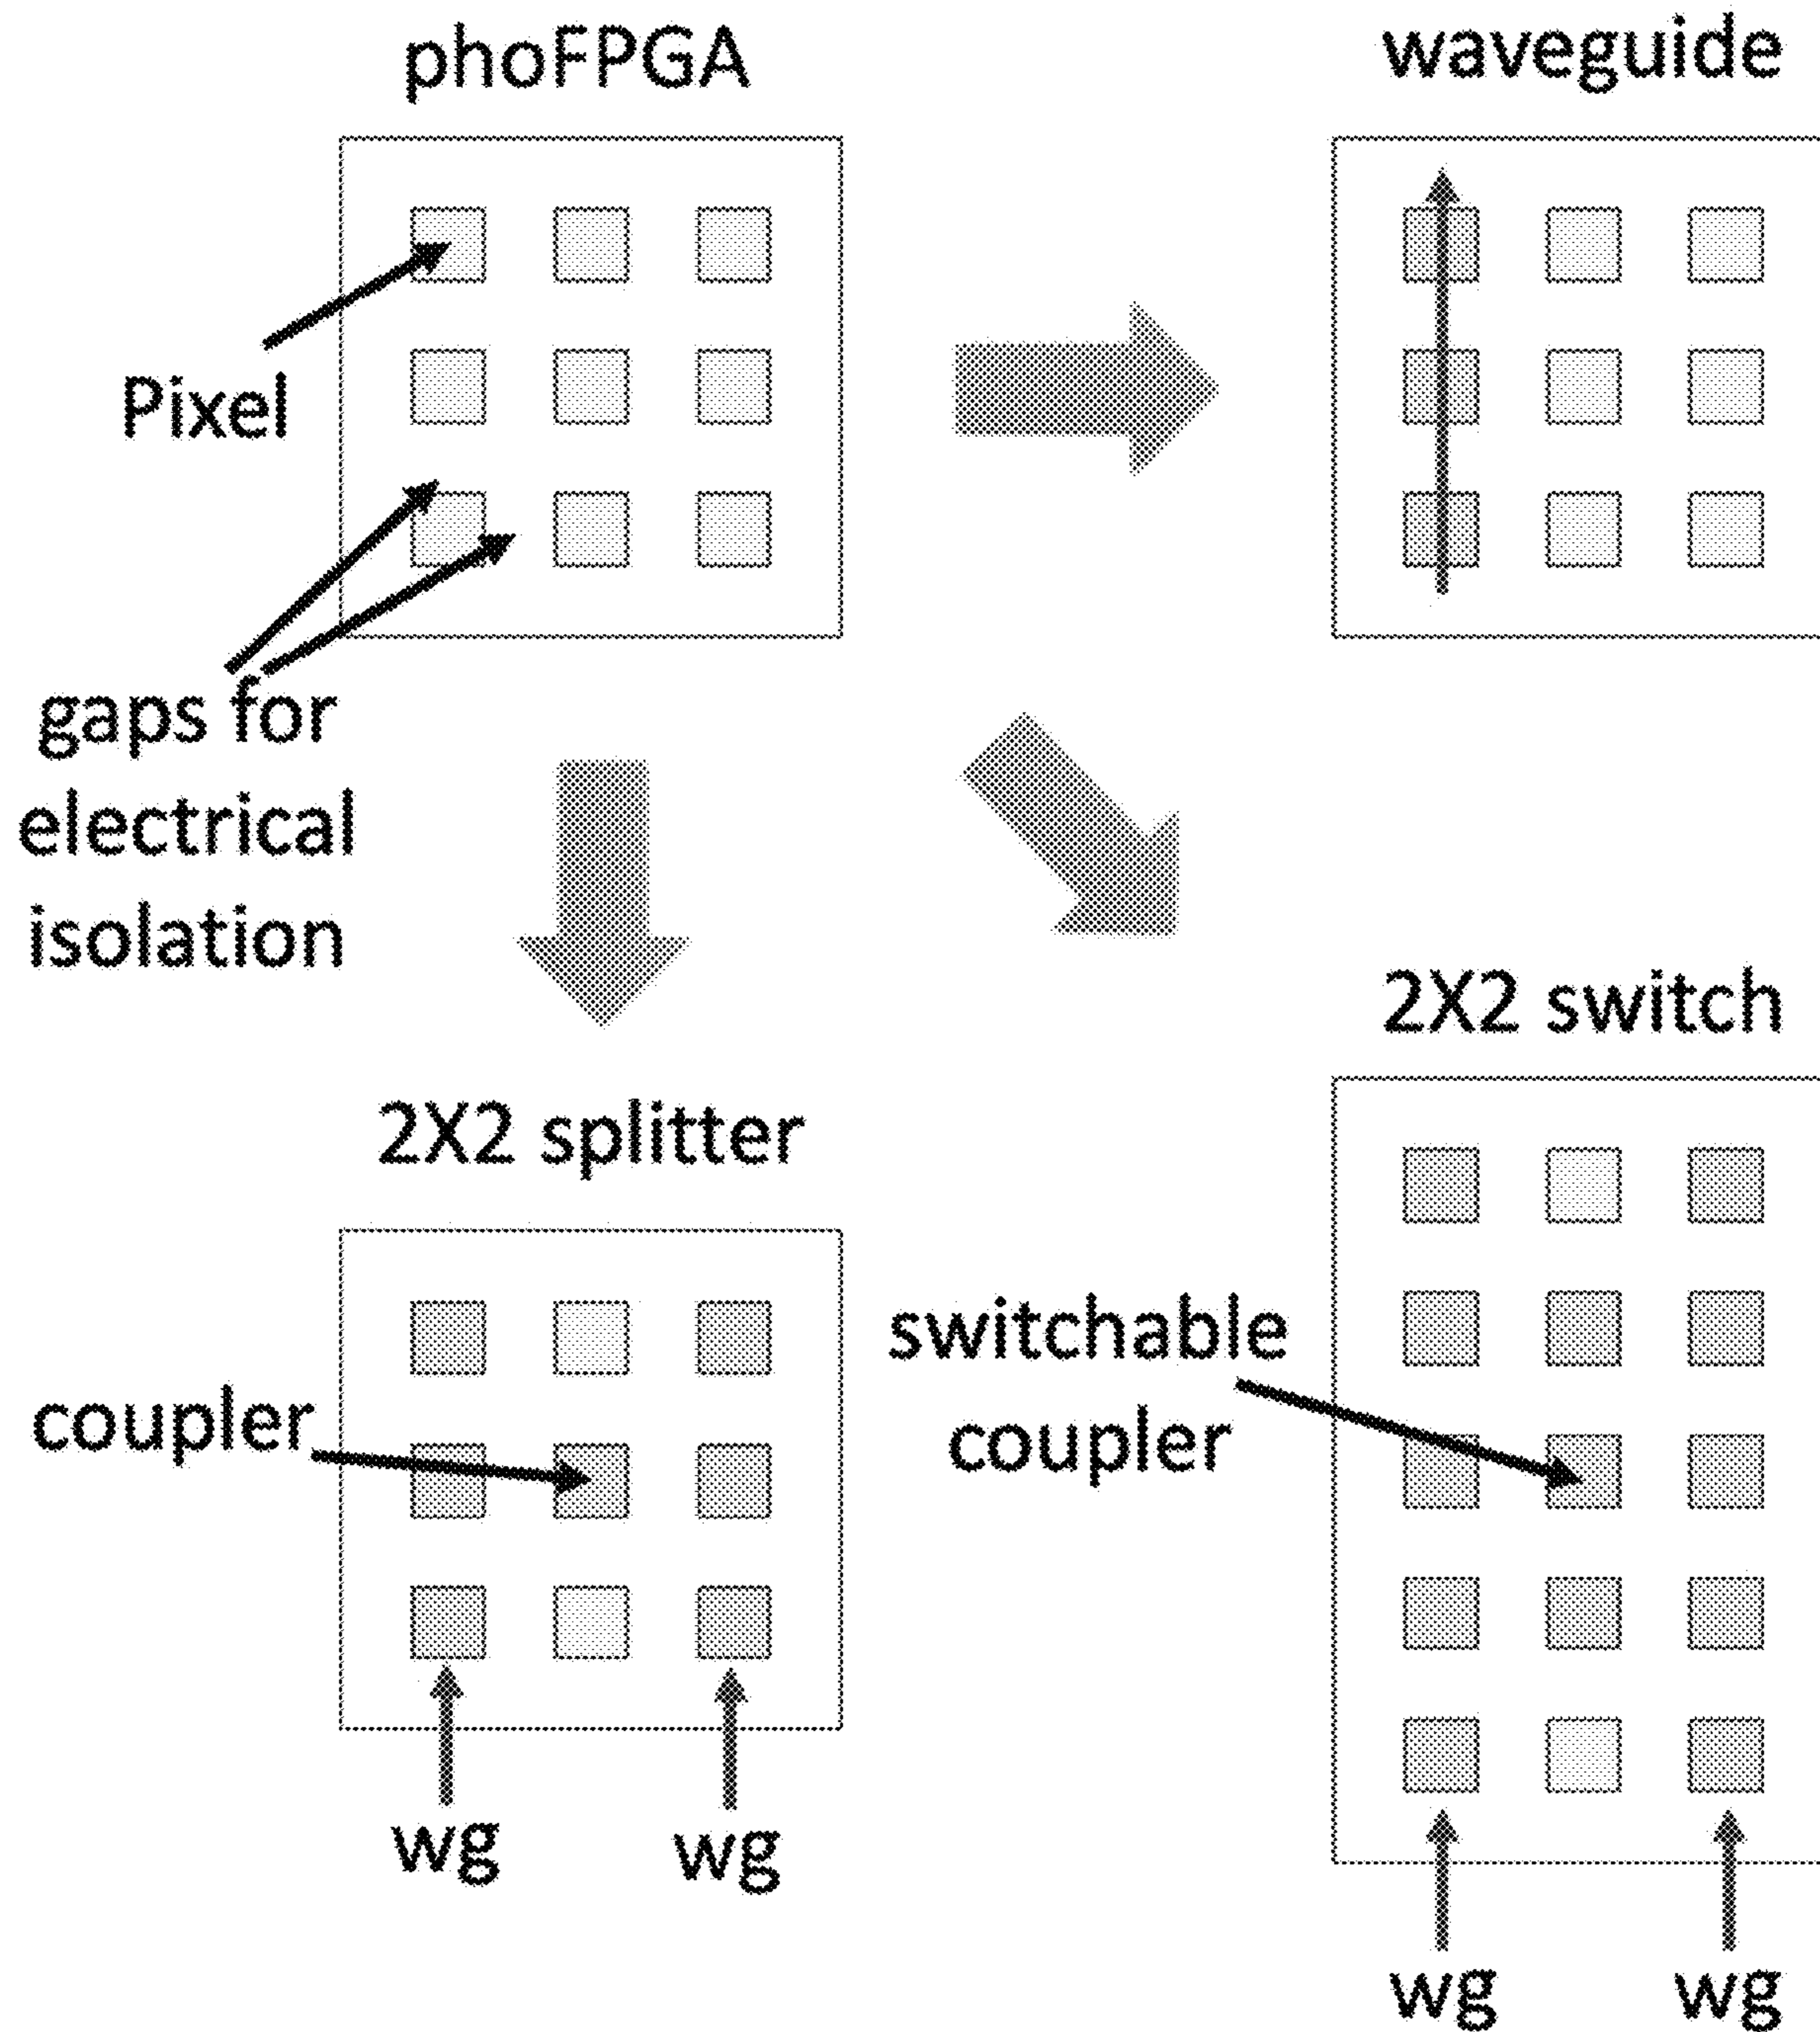 phoFPGA
waveguide
Pixel
gaps for
electrical
isolation
2X2 switch
2X2 splitter
switchable
coupler
coupler
wg
wg
wg
wg